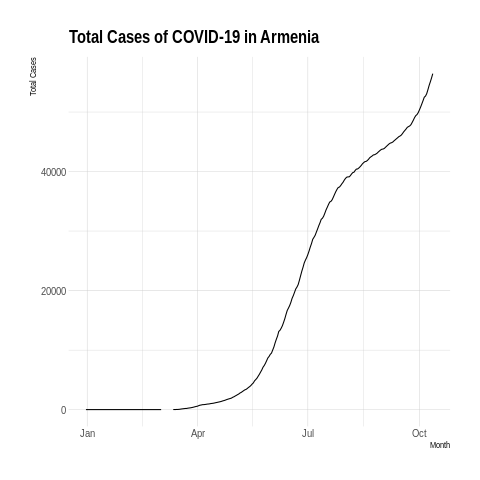 Total Cases of COVID-19 in Armenia
Total Cases
40000
20000
0
Jan Apr Jul Oct
Month